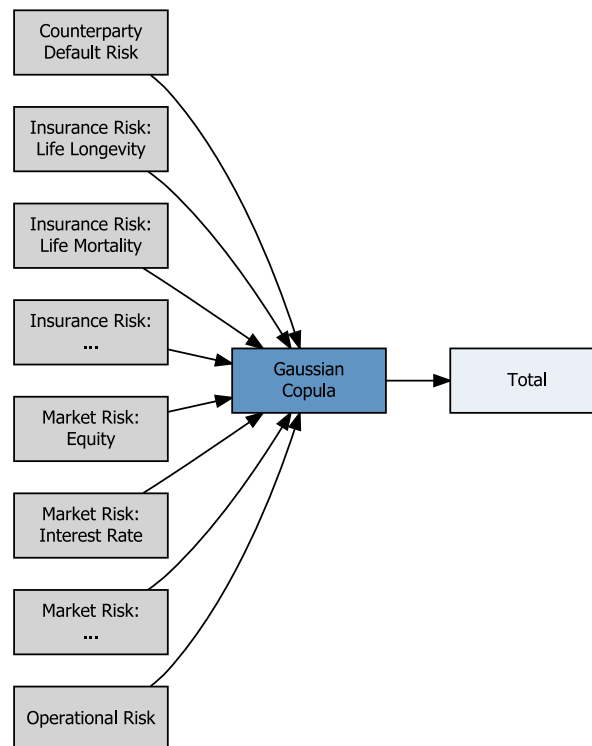 Counterparty
Default Risk
Insurance Risk:
Life Longevity
Insurance Risk:
Life Mortality
Insurance Risk:
...
Market Risk:
Equity
Market Risk:
Interest Rate
Market Risk:
...
Operational Risk
Gaussian
Copula
Total